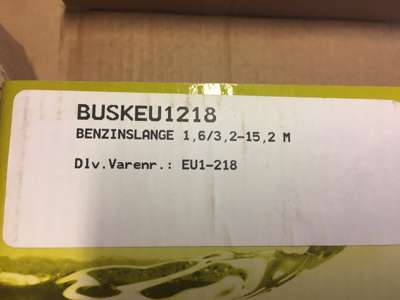 BUSKEU1218
BENZINSLANGE 1,6/3,2-15,2 M
Dlv.Varenr.: EU1-218